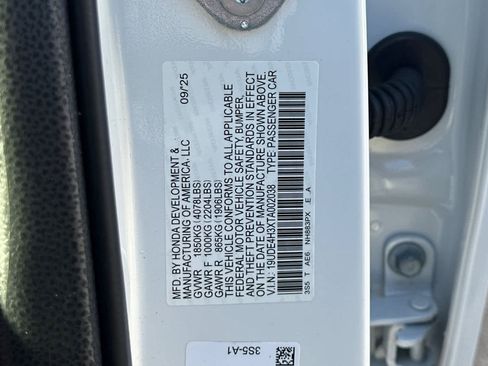 MFD. BY HONDA DEVELOPMENT &
MANUFACTURING OF AMERICA, LLC 09/'25
GVWR 1850KG(4078LBS)
GAWR F 1000KG(2204LBS)
GAWR R 865KG(1906LBS)
THIS VEHICLE CONFORMS TO ALL APPLICABLE
FEDERAL MOTOR VEHICLE SAFETY, BUMPER,
AND THEFT PREVENTION STANDARDS IN EFFECT
ON THE DATE OF MANUFACTURE SHOWN ABOVE.
V.I.N.: 19UDE4H3XTA002038 TYPE PASSENGER CAR
3S5 T AE6 NH883PX E A
3S5-A1